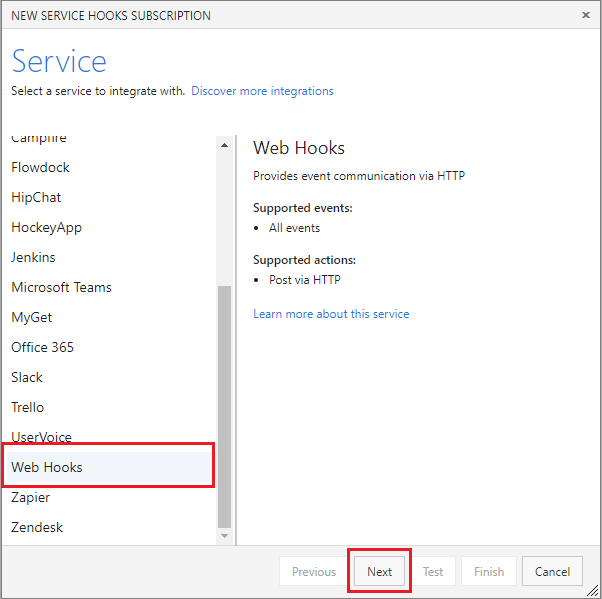 NEW SERVICE HOOKS SUBSCRIPTION
Service
Select a service to integrate with. Discover more integrations
Campfire
Flowdock
HipChat
HockeyApp
Jenkins
Microsoft Teams
MyGet
Office 365
Slack
Trello
UserVoice
Web Hooks
Zapier
Zendesk
Web Hooks
Provides event communication via HTTP
Supported events:
• All events
Supported actions:
• Post via HTTP
Learn more about this service
Previous Next Test Finish Cancel